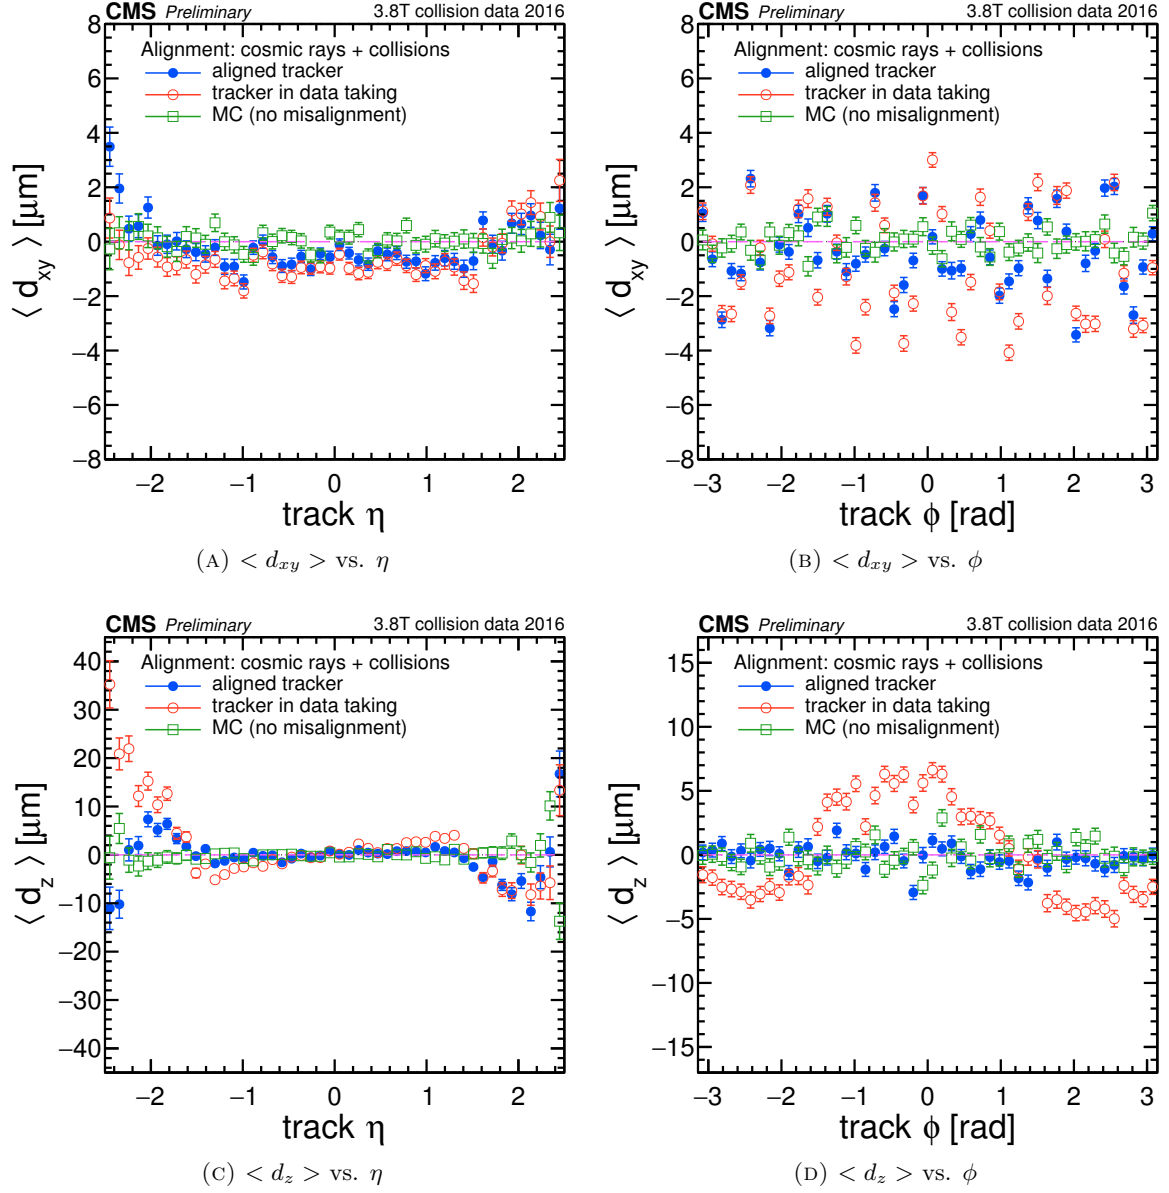 CMS Preliminary 3.8T collision data 2016
Alignment: cosmic rays + collisions
aligned tracker
tracker in data taking
MC (no misalignment)
8
6
4
2
0
−2
−4
−6
−8
⟨ d_xy ⟩ [μm]
−2 −1 0 1 2
track η
(A) < d_xy > vs. η
CMS Preliminary 3.8T collision data 2016
Alignment: cosmic rays + collisions
aligned tracker
tracker in data taking
MC (no misalignment)
8
6
4
2
0
−2
−4
−6
−8
⟨ d_xy ⟩ [μm]
−3 −2 −1 0 1 2 3
track ϕ [rad]
(B) < d_xy > vs. ϕ
CMS Preliminary 3.8T collision data 2016
Alignment: cosmic rays + collisions
aligned tracker
tracker in data taking
MC (no misalignment)
40
30
20
10
0
−10
−20
−30
−40
⟨ d_z ⟩ [μm]
−2 −1 0 1 2
track η
(C) < d_z > vs. η
CMS Preliminary 3.8T collision data 2016
Alignment: cosmic rays + collisions
aligned tracker
tracker in data taking
MC (no misalignment)
15
10
5
0
−5
−10
−15
⟨ d_z ⟩ [μm]
−3 −2 −1 0 1 2 3
track ϕ [rad]
(D) < d_z > vs. ϕ